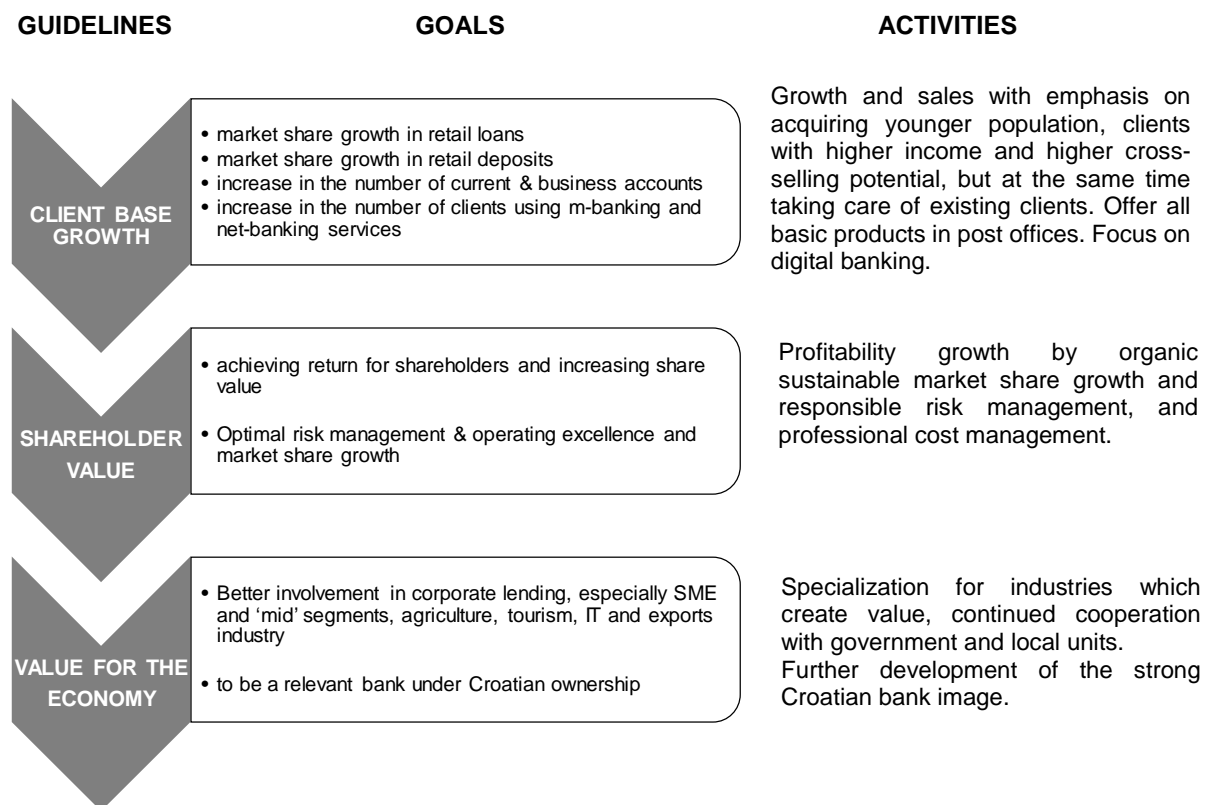 GUIDELINES
GOALS
ACTIVITIES
CLIENT BASE
GROWTH
• market share growth in retail loans
• market share growth in retail deposits
• increase in the number of current & business accounts
• increase in the number of clients using m-banking and
net-banking services
Growth and sales with emphasis on
acquiring younger population, clients
with higher income and higher cross-
selling potential, but at the same time
taking care of existing clients. Offer all
basic products in post offices. Focus on
digital banking.
SHAREHOLDER
VALUE
• achieving return for shareholders and increasing share
value
• Optimal risk management & operating excellence and
market share growth
Profitability growth by organic
sustainable market share growth and
responsible risk management, and
professional cost management.
VALUE FOR THE
ECONOMY
• Better involvement in corporate lending, especially SME
and ‘mid’ segments, agriculture, tourism, IT and exports
industry
• to be a relevant bank under Croatian ownership
Specialization for industries which
create value, continued cooperation
with government and local units.
Further development of the strong
Croatian bank image.